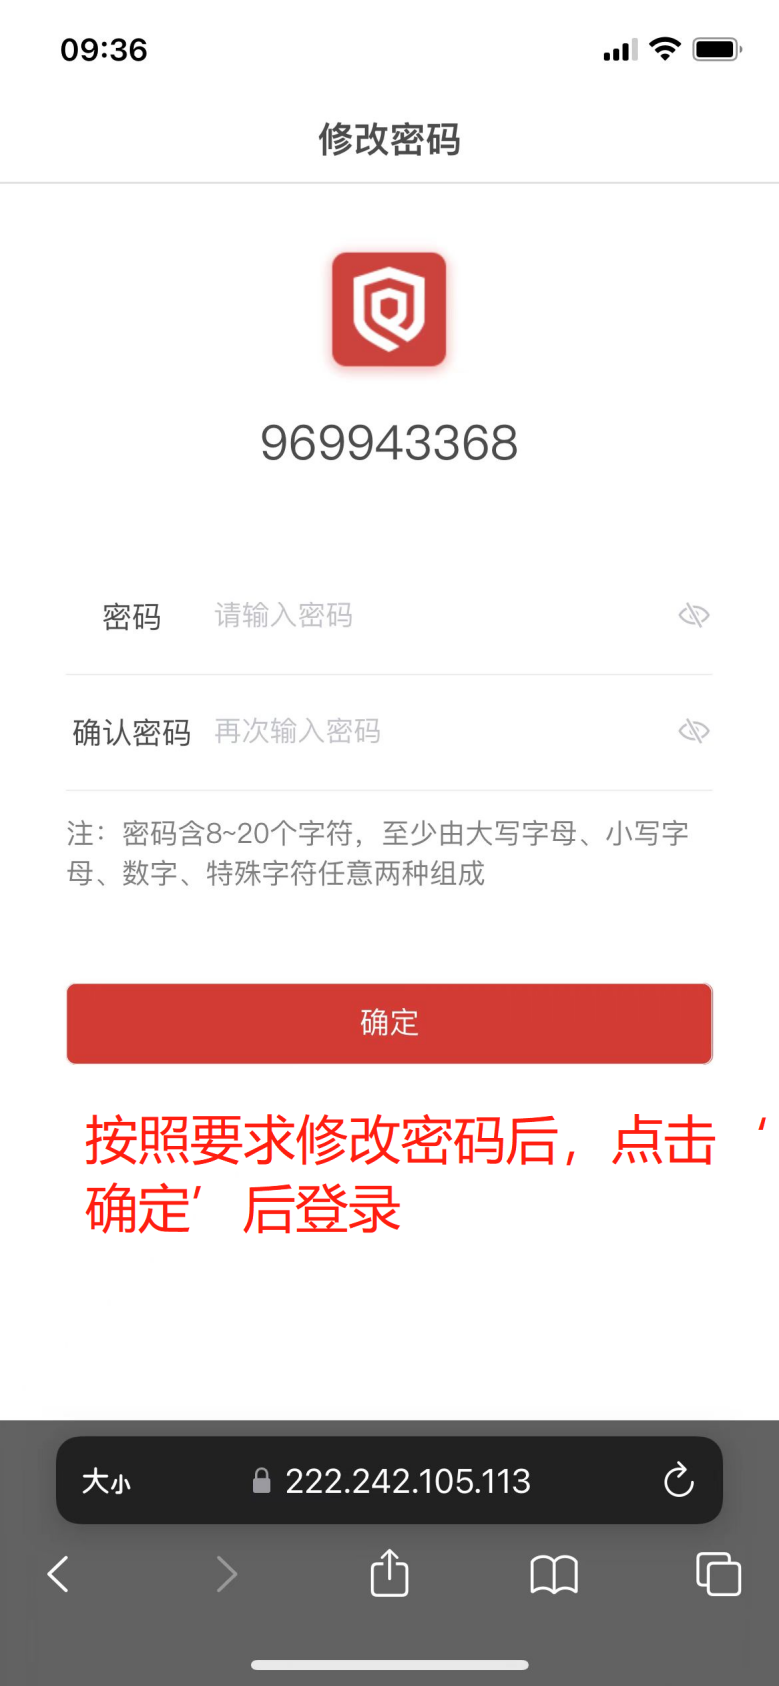 09:36
修改密码
969943368
密码 请输入密码
确认密码 再次输入密码
注：密码含8~20个字符，至少由大写字母、小写字
母、数字、特殊字符任意两种组成
确定
按照要求修改密码后，点击‘
确定’后登录
大小 222.242.105.113